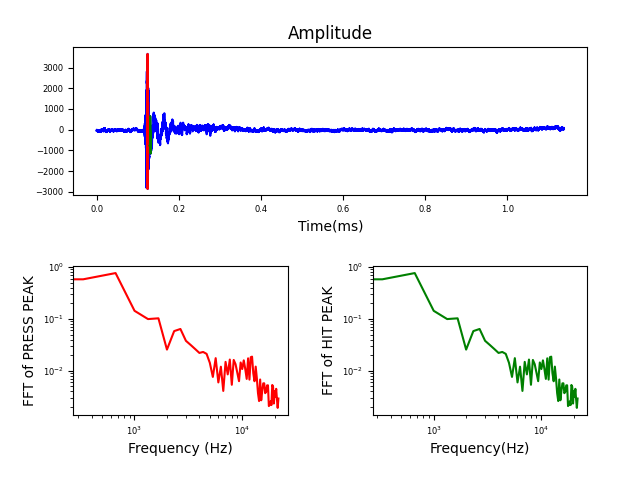 Amplitude
3000
2000
1000
0
−1000
−2000
−3000
0.0 0.2 0.4 0.6 0.8 1.0
Time(ms)
FFT of PRESS PEAK
10⁰
10⁻¹
10⁻²
10³ 10⁴
Frequency (Hz)
FFT of HIT PEAK
10⁰
10⁻¹
10⁻²
10³ 10⁴
Frequency(Hz)